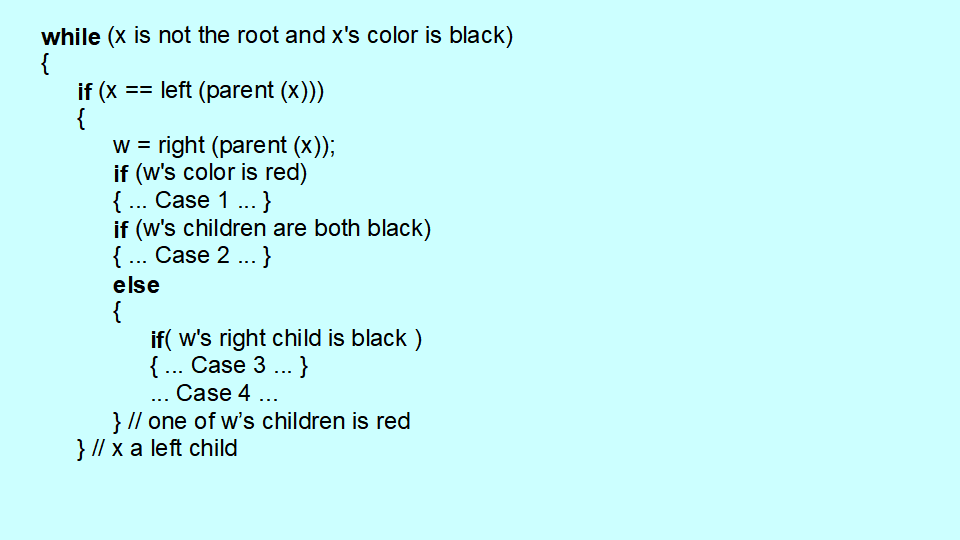 while (x is not the root and x's color is black)
{
if (x == left (parent (x)))
{
w = right (parent (x));
if (w's color is red)
{ ... Case 1 ... }
if (w's children are both black)
{ ... Case 2 ... }
else
{
if( w's right child is black )
{ ... Case 3 ... }
... Case 4 ...
} // one of w’s children is red
} // x a left child